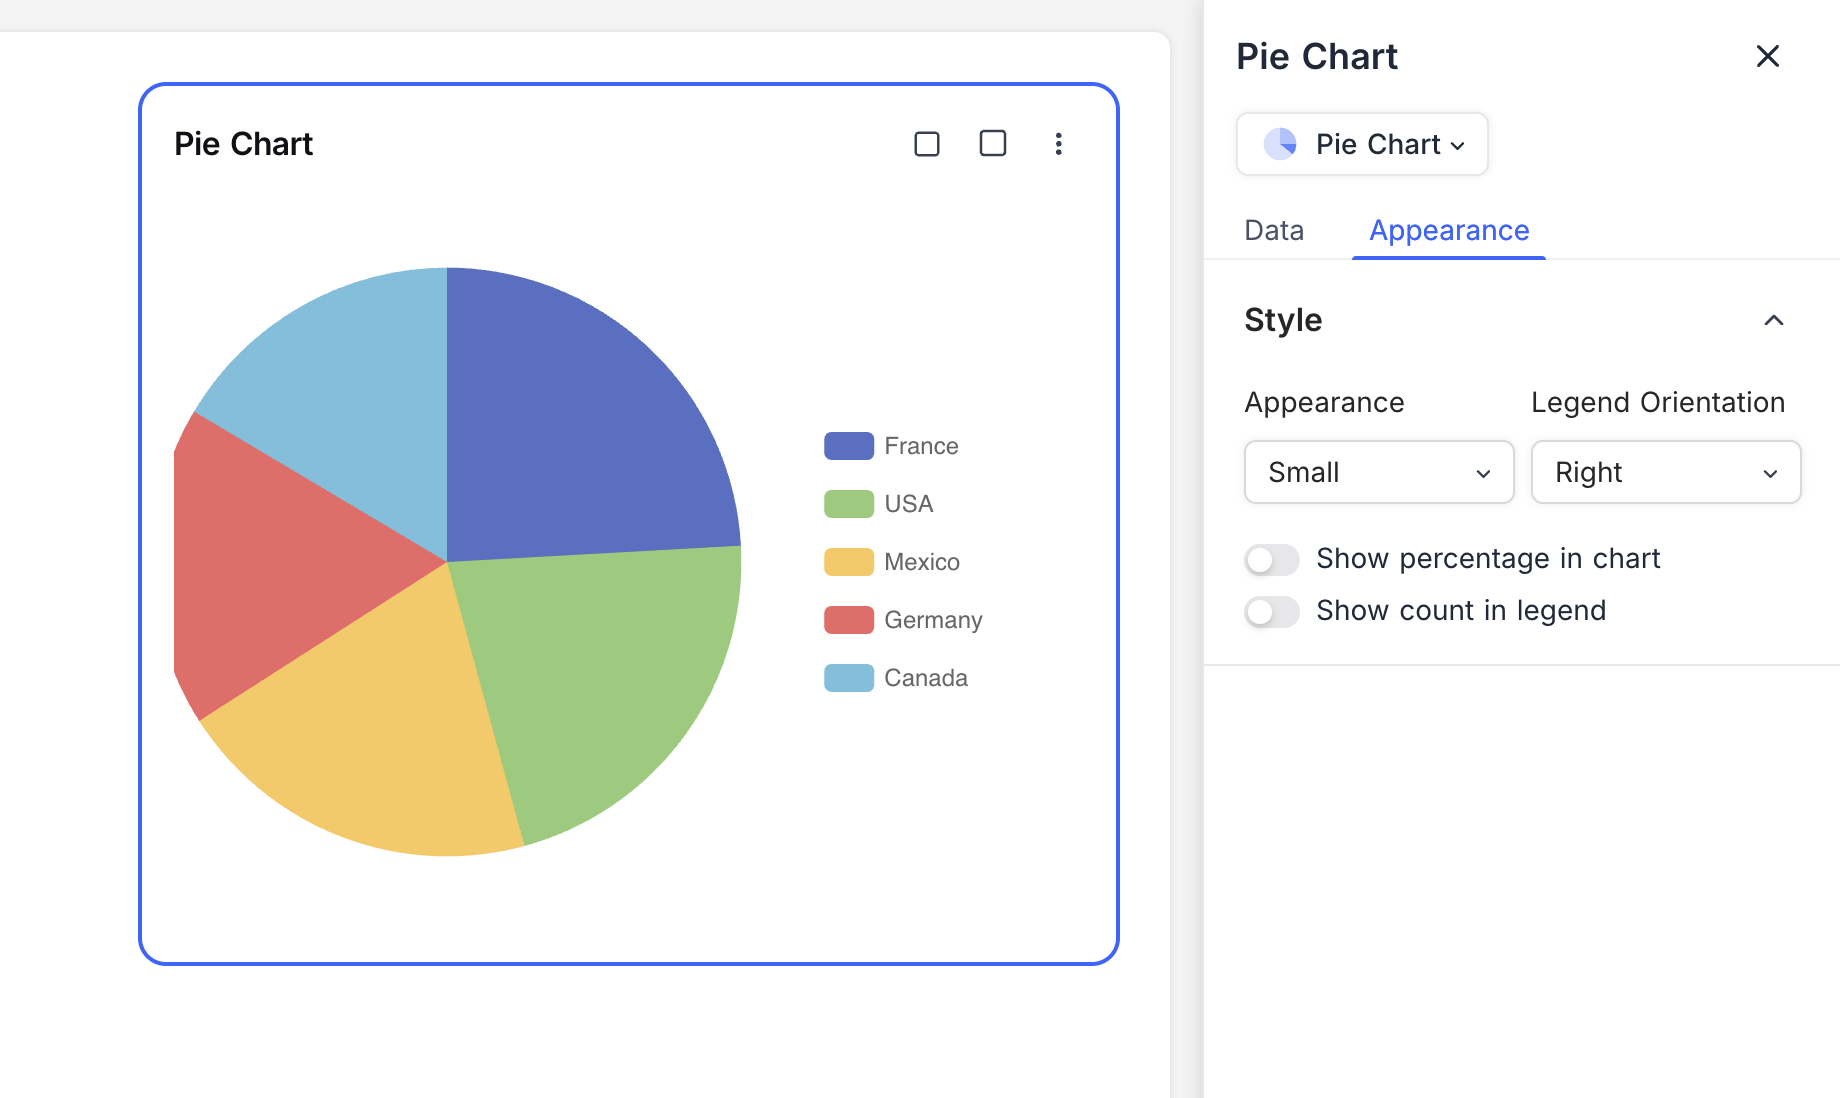 Pie Chart
France
USA
Mexico
Germany
Canada
Pie Chart
Pie Chart
Data Appearance
Style
Appearance Legend Orientation
Small Right
Show percentage in chart
Show count in legend